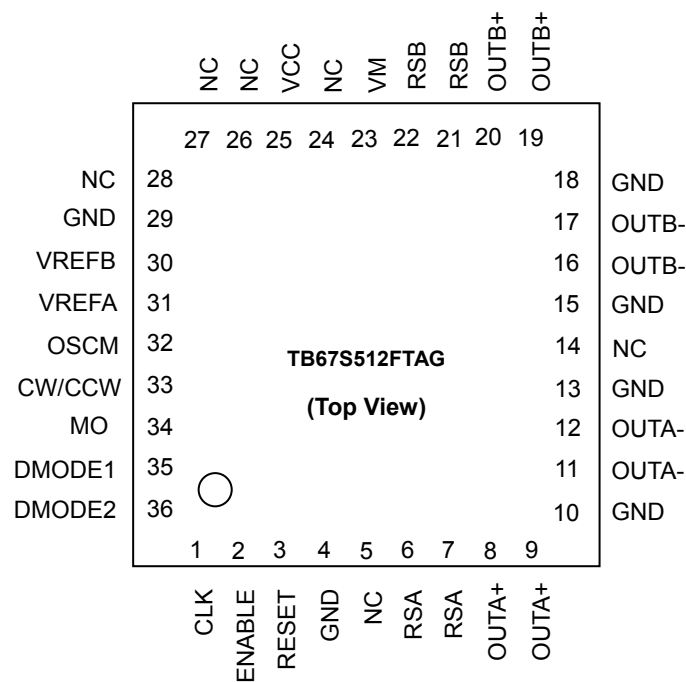 NC NC VCC NC VM RSB RSB OUTB+ OUTB+
27 26 25 24 23 22 21 20 19
NC 28 18 GND
GND 29 17 OUTB-
VREFB 30 16 OUTB-
VREFA 31 15 GND
OSCM 32 14 NC
TB67S512FTAG
CW/CCW 33 13 GND
(Top View)
MO 34 12 OUTA-
DMODE1 35 11 OUTA-
DMODE2 36 10 GND
1 2 3 4 5 6 7 8 9
CLK ENABLE RESET GND NC RSA RSA OUTA+ OUTA+